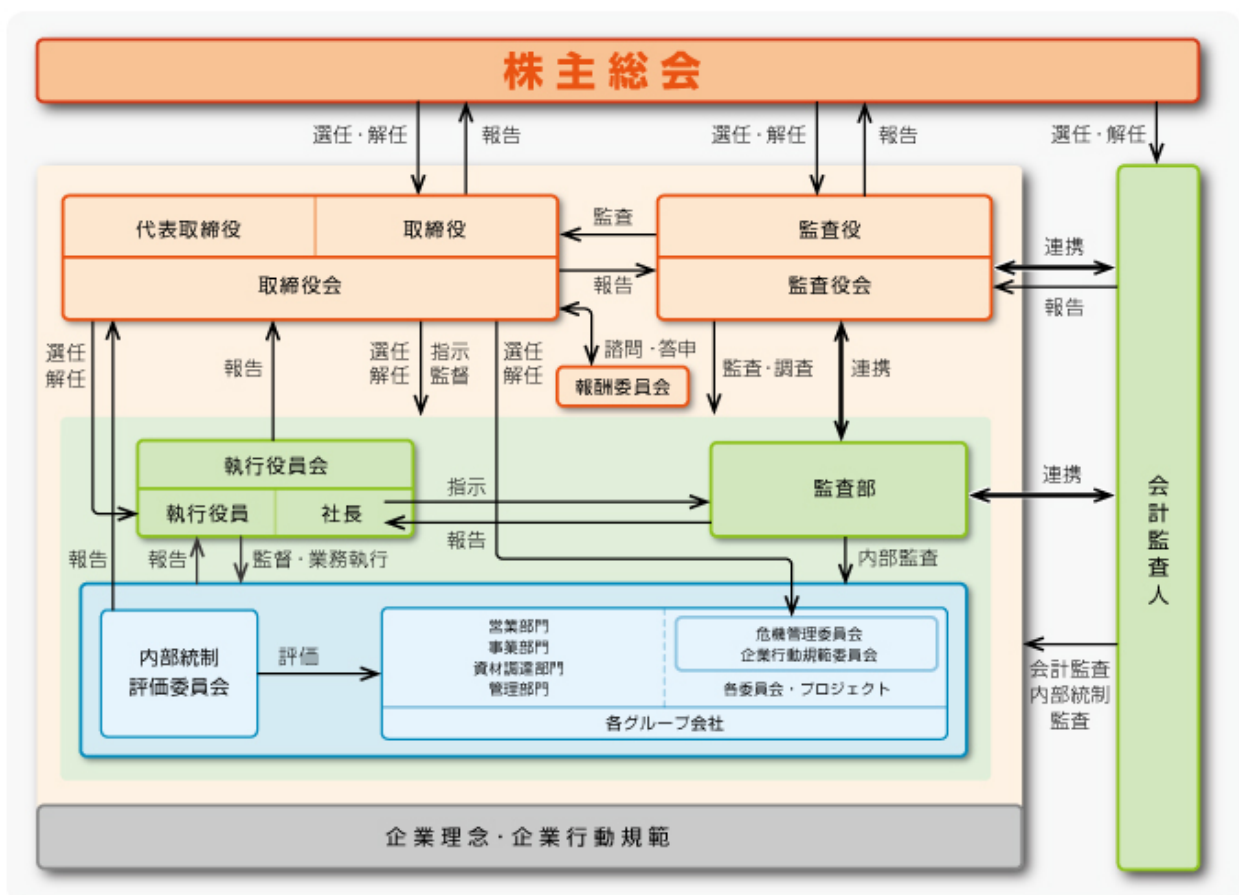 株主総会
選任・解任
報告
選任・解任
報告
選任・解任
代表取締役
取締役
監査
監査役
取締役会
報告
監査役会
連携
報告
選任
解任
報告
選任
解任
指示
監督
選任
解任
諮問・答申
報酬委員会
監査・調査
連携
執行役員会
執行役員
社長
指示
報告
監査部
連携
会計監査人
報告
報告
監督・業務執行
内部監査
内部統制
評価委員会
評価
営業部門
事業部門
資材調達部門
管理部門
危機管理委員会
企業行動規範委員会
各委員会・プロジェクト
各グループ会社
会計監査
内部統制
監査
企業理念・企業行動規範